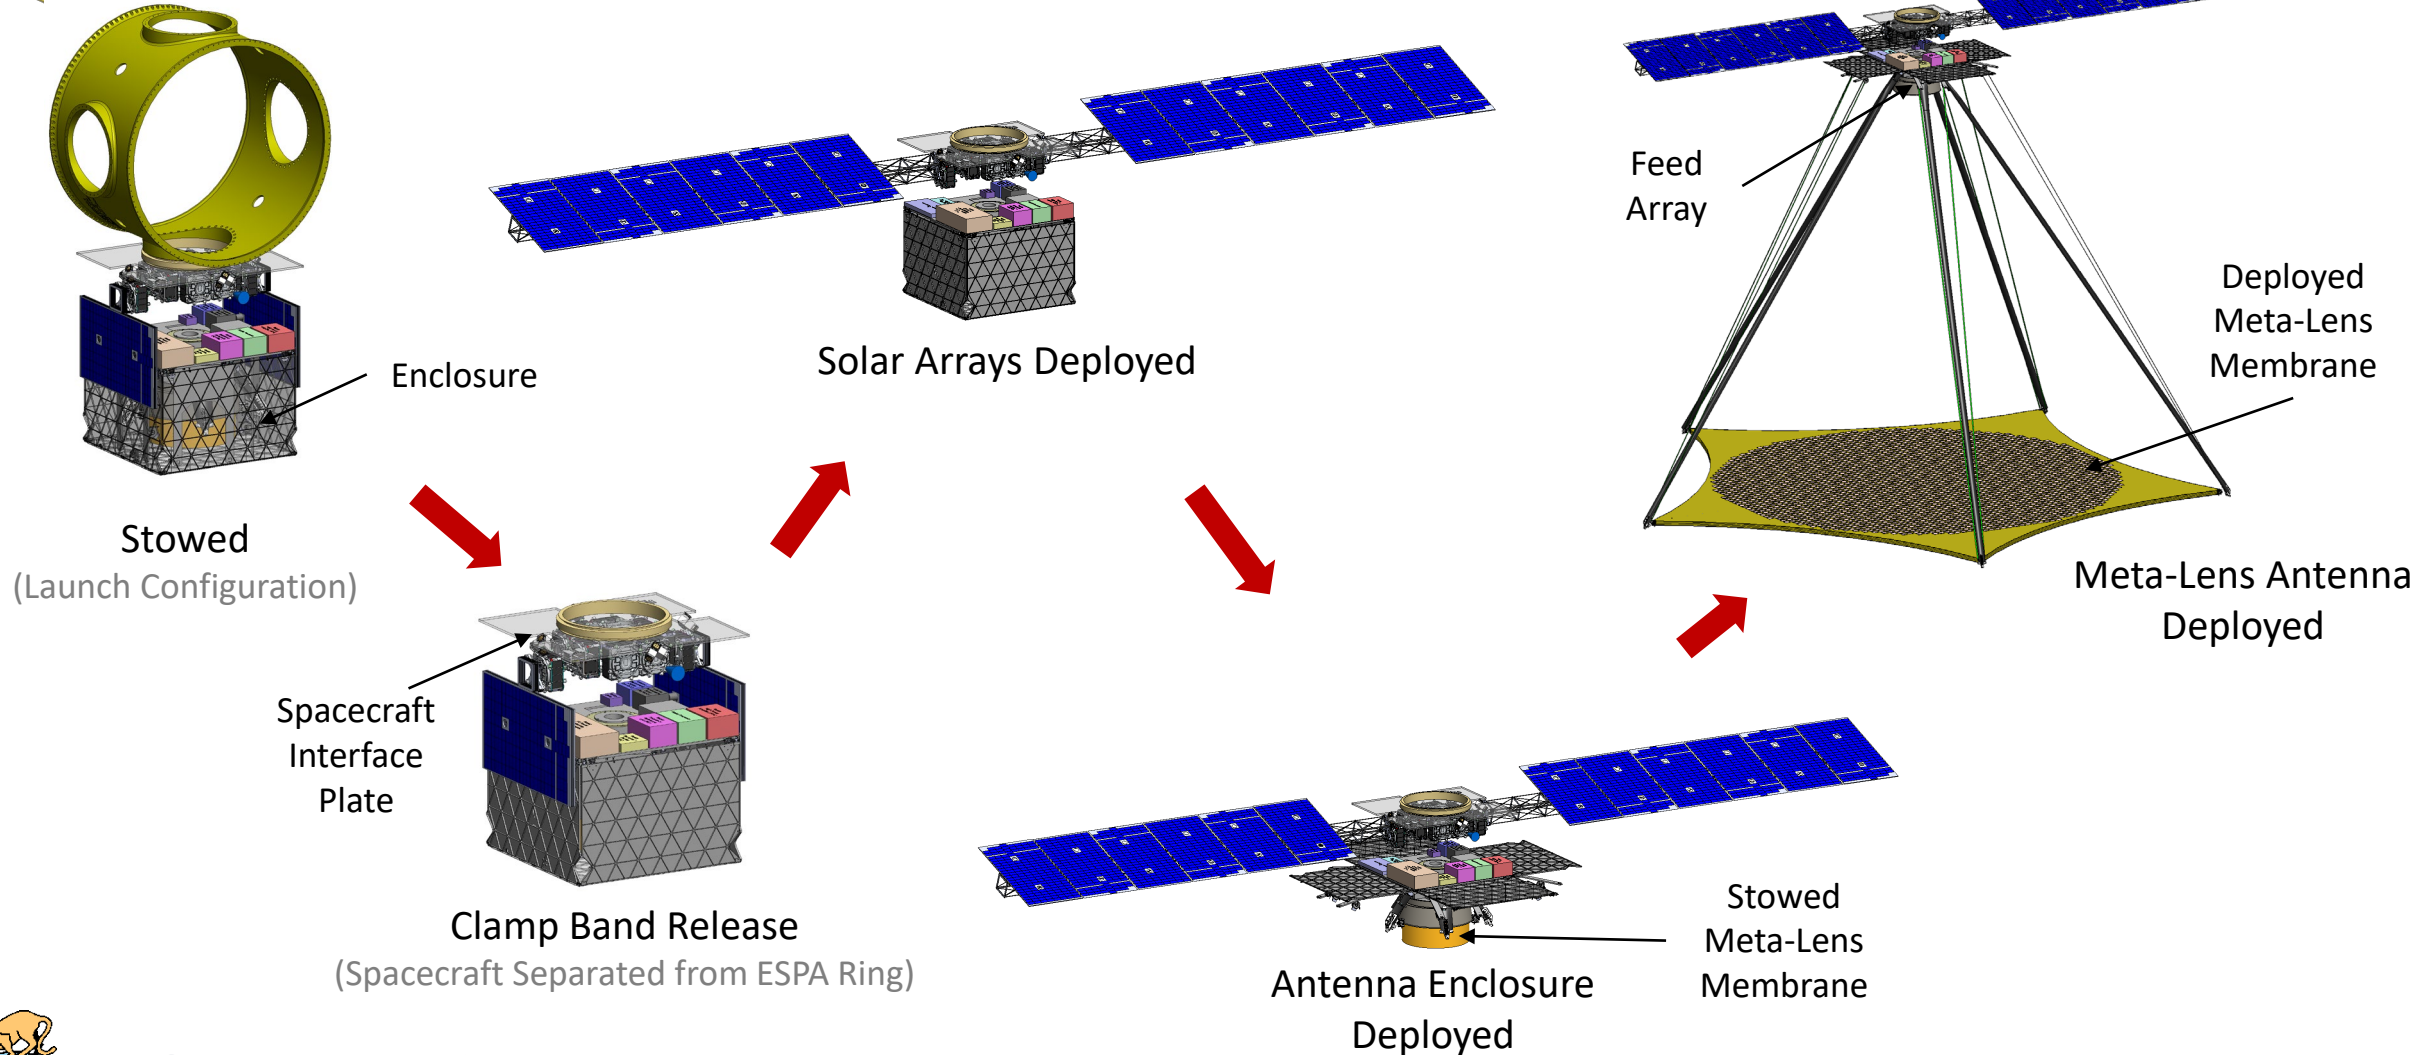 Enclosure
Stowed
(Launch Configuration)
Spacecraft
Interface
Plate
Clamp Band Release
(Spacecraft Separated from ESPA Ring)
Solar Arrays Deployed
Stowed
Meta-Lens
Membrane
Antenna Enclosure
Deployed
Feed
Array
Deployed
Meta-Lens
Membrane
Meta-Lens Antenna
Deployed